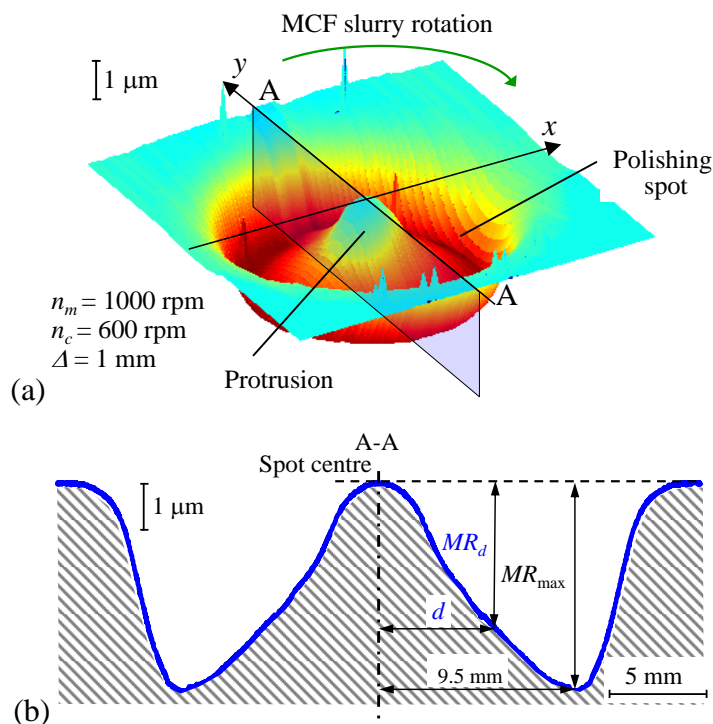 MCF slurry rotation
1 μm
y
A
x
Polishing
spot
A
n_m = 1000 rpm
n_c = 600 rpm
Δ = 1 mm
Protrusion
(a)
A-A
Spot centre
1 μm
MR_d
MR_max
d
9.5 mm
5 mm
(b)